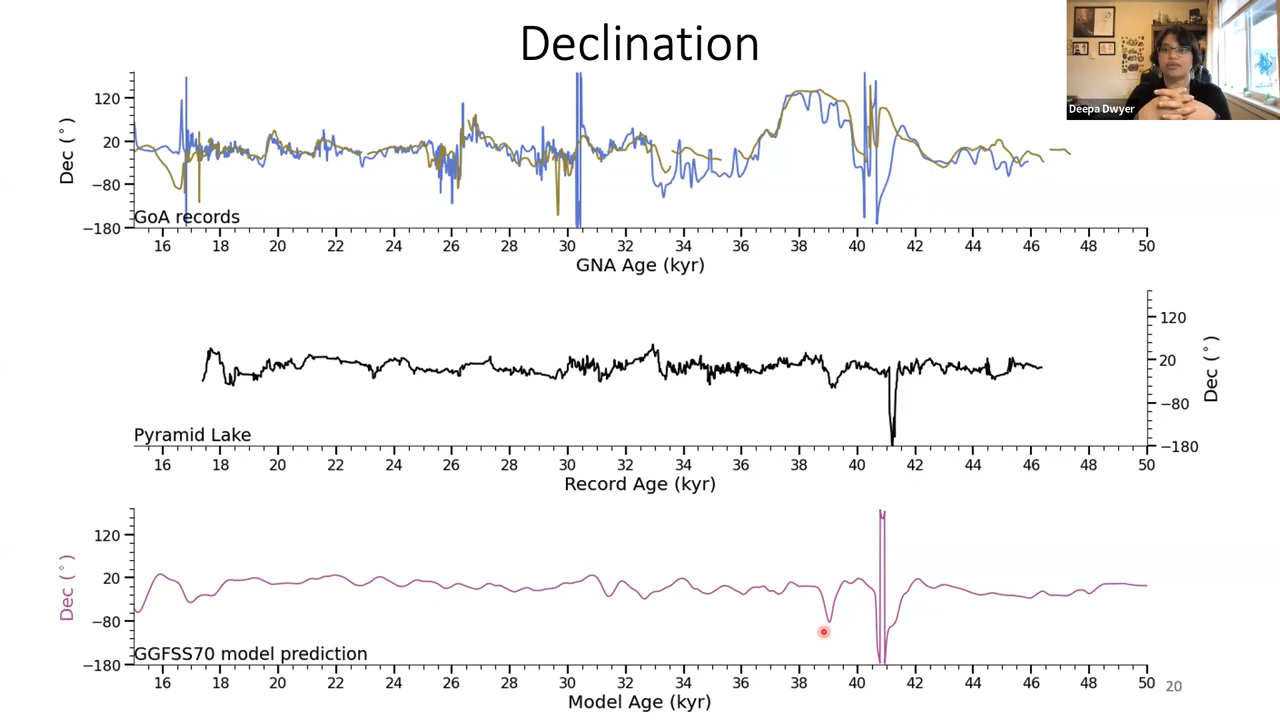 Declination
Deepa Dwyer
120
20
−80
−180
Dec (°)
GoA records
16 18 20 22 24 26 28 30 32 34 36 38 40 42 44 46 48 50
GNA Age (kyr)
120
20
−80
−180
Dec (°)
Pyramid Lake
16 18 20 22 24 26 28 30 32 34 36 38 40 42 44 46 48 50
Record Age (kyr)
120
20
−80
−180
Dec (°)
GGFSS70 model prediction
16 18 20 22 24 26 28 30 32 34 36 38 40 42 44 46 48 50
Model Age (kyr)
20